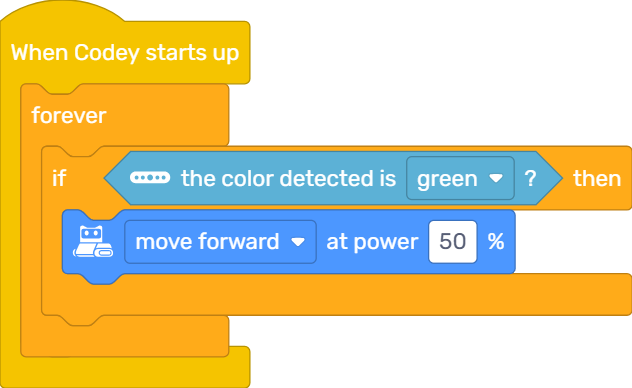 When Codey starts up
forever
if the color detected is green ? then
move forward at power 50 %